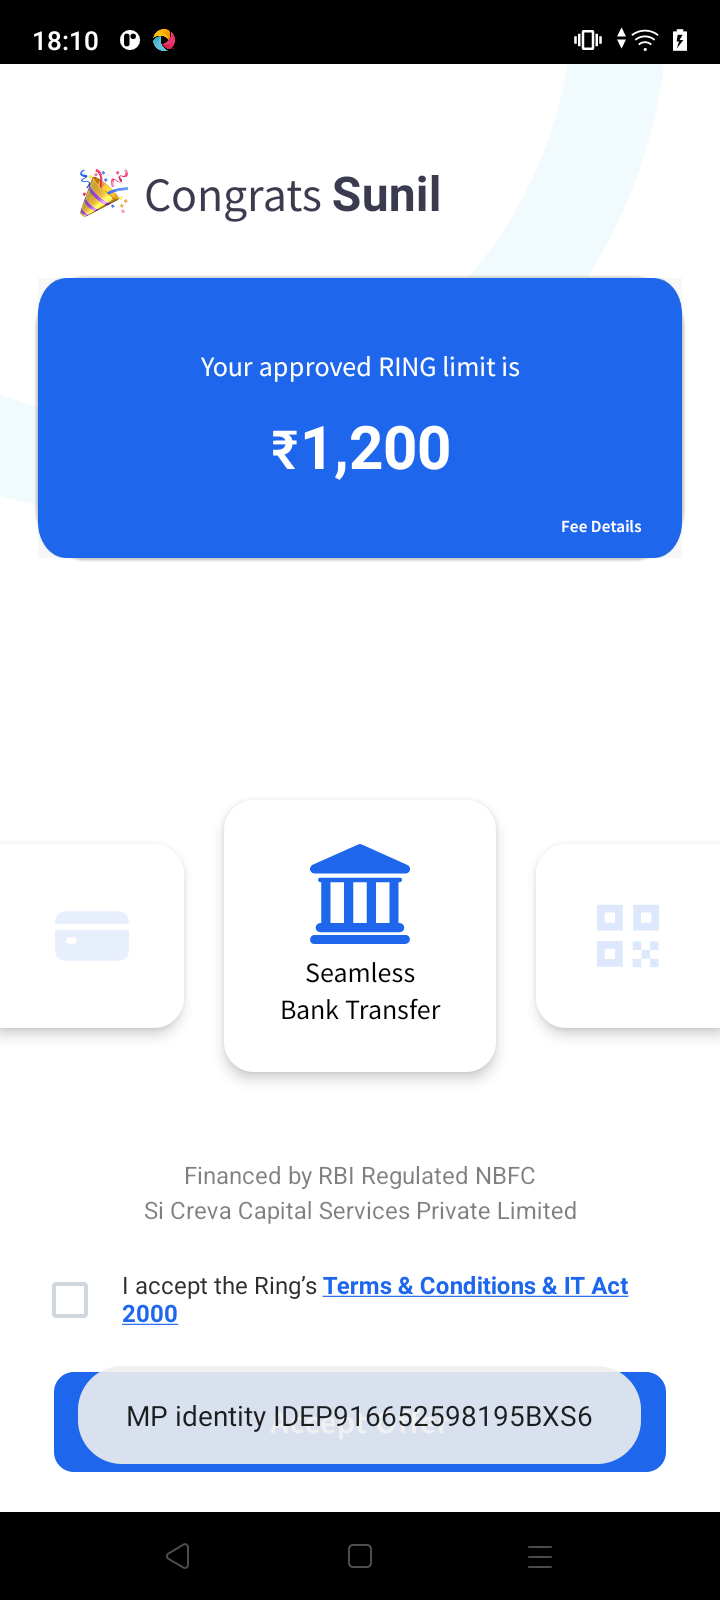 18:10
Congrats Sunil
Your approved RING limit is
₹1,200
Fee Details
Seamless
Bank Transfer
Financed by RBI Regulated NBFC
Si Creva Capital Services Private Limited
I accept the Ring’s Terms & Conditions & IT Act
2000
Accept Offer
MP identity IDEP916652598195BXS6